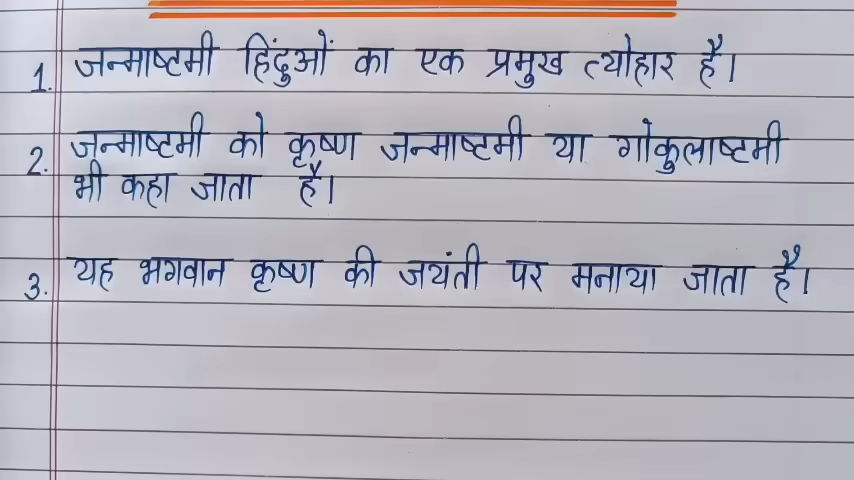 1. जन्माष्टमी हिंदुओं का एक प्रमुख त्योहार है।
2. जन्माष्टमी को कृष्ण जन्माष्टमी या गोकुलाष्टमी
भी कहा जाता है।
3. यह भगवान कृष्ण की जयंती पर मनाया जाता है।